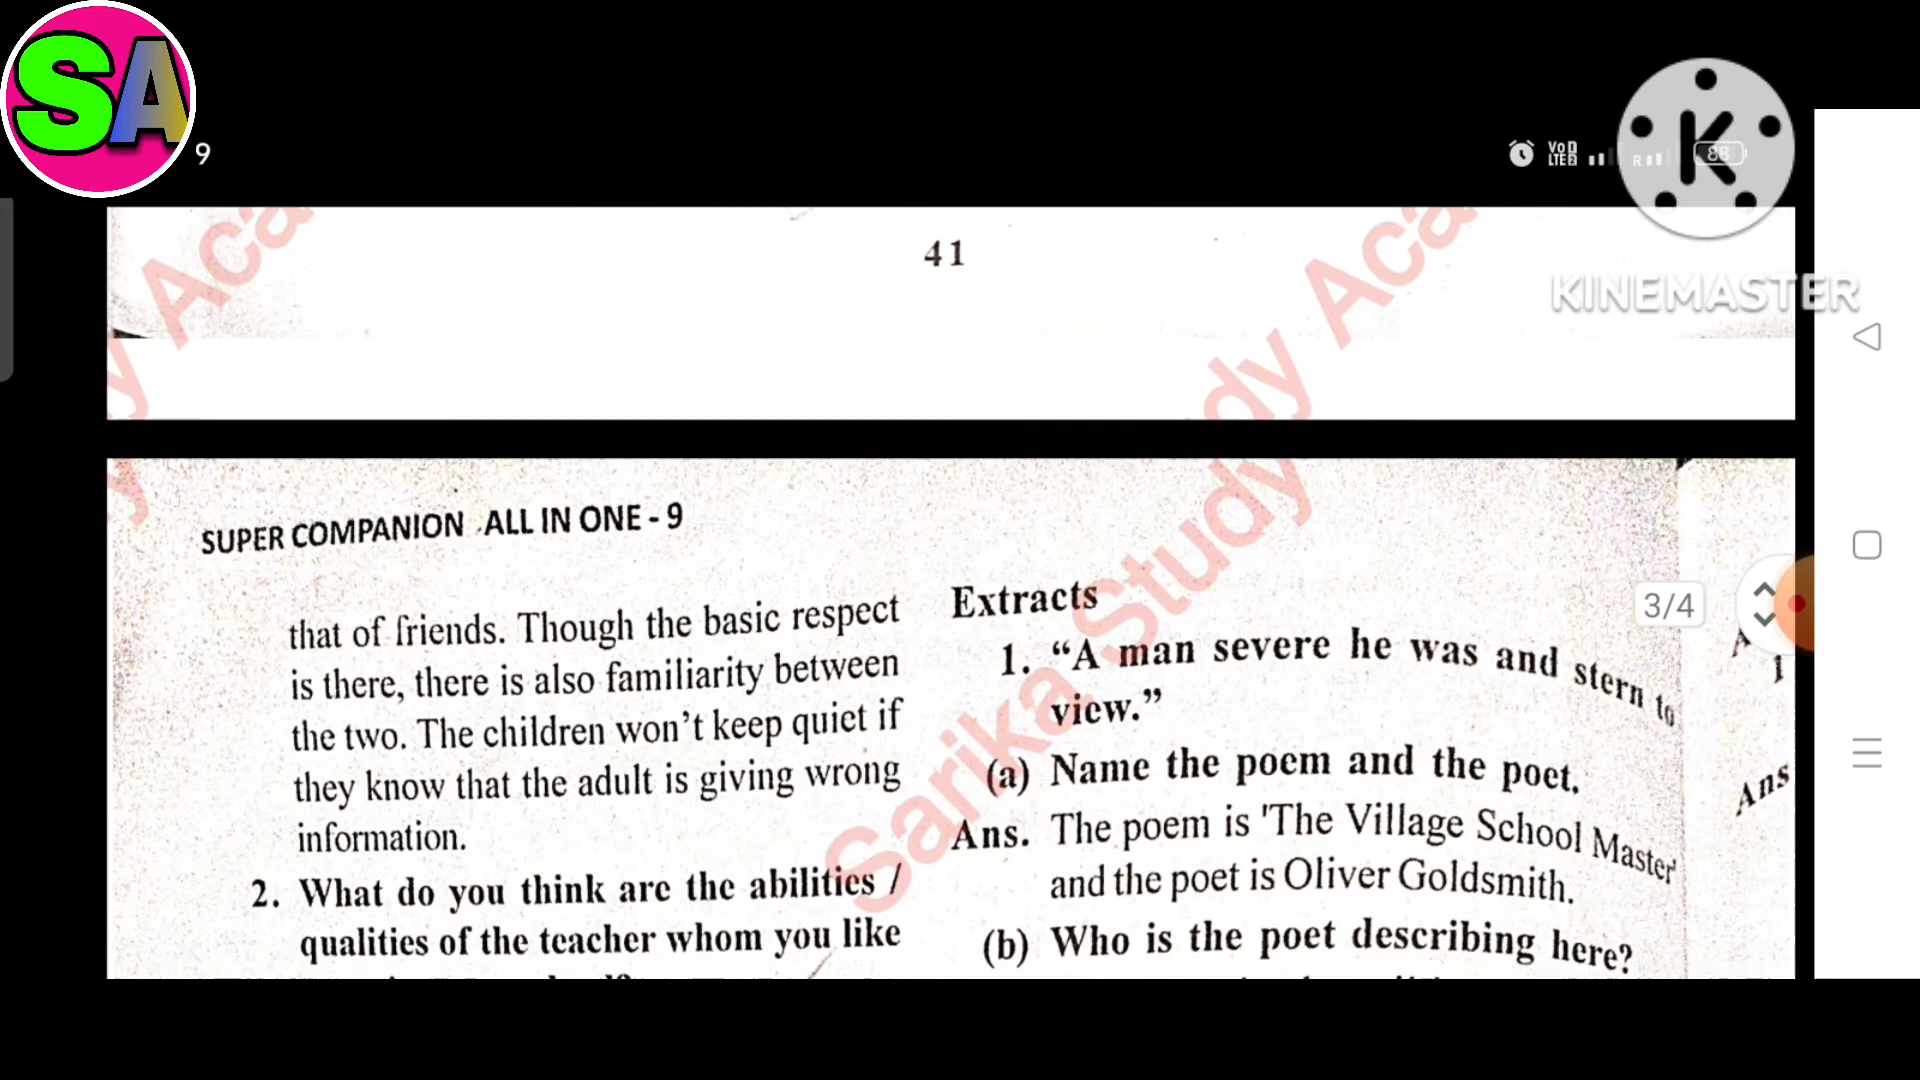 SA
9
Vo
LTE2
R
88
K
KINEMASTER
41
Sarika Study Aca
SUPER COMPANION ALL IN ONE - 9
that of friends. Though the basic respect
is there, there is also familiarity between
the two. The children won't keep quiet if
they know that the adult is giving wrong
information.
2. What do you think are the abilities /
qualities of the teacher whom you like
Extracts
1. "A man severe he was and stern to
view."
(a) Name the poem and the poet.
Ans. The poem is 'The Village School Master'
and the poet is Oliver Goldsmith.
(b) Who is the poet describing here?
3/4
A
1
Ans